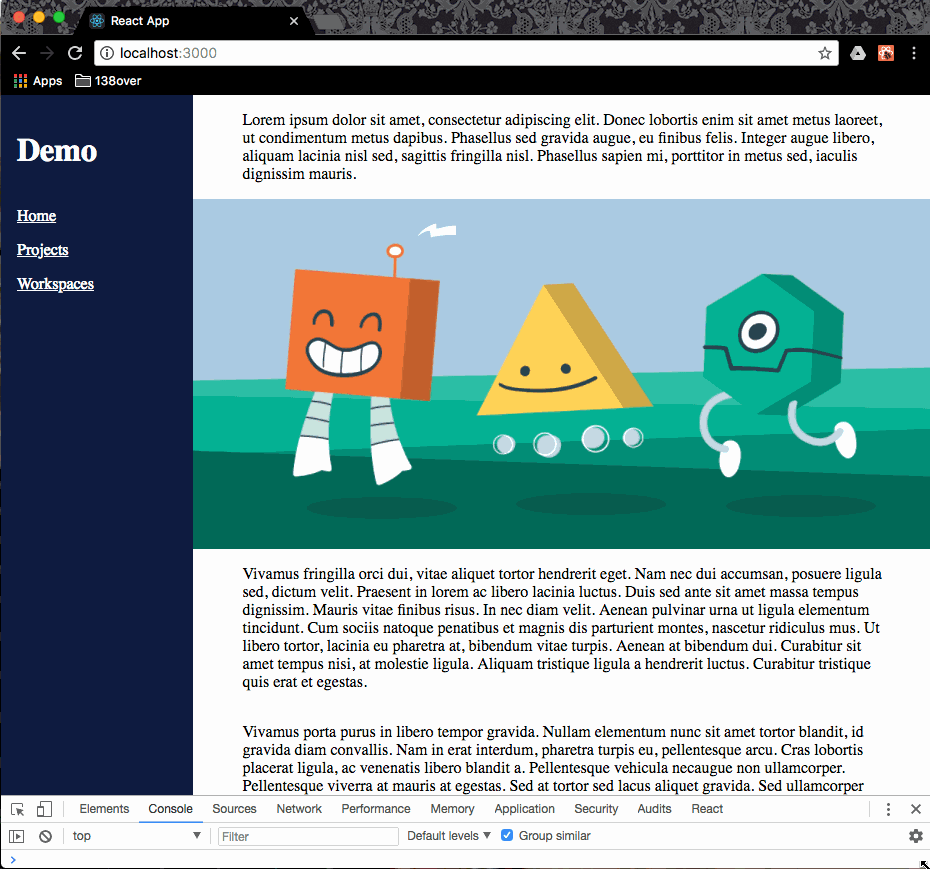 React App
localhost:3000
Apps 138over
Demo
Home
Projects
Workspaces
Lorem ipsum dolor sit amet, consectetur adipiscing elit. Donec lobortis enim sit amet metus laoreet,
ut condimentum metus dapibus. Phasellus sed gravida augue, eu finibus felis. Integer augue libero,
aliquam lacinia nisl sed, sagittis fringilla nisl. Phasellus sapien mi, porttitor in metus sed, iaculis
dignissim mauris.
Vivamus fringilla orci dui, vitae aliquet tortor hendrerit eget. Nam nec dui accumsan, posuere ligula
sed, dictum velit. Praesent in lorem ac libero lacinia luctus. Duis sed ante sit amet massa tempus
dignissim. Mauris vitae finibus risus. In nec diam velit. Aenean pulvinar urna ut ligula elementum
tincidunt. Cum sociis natoque penatibus et magnis dis parturient montes, nascetur ridiculus mus. Ut
libero tortor, lacinia eu pharetra at, bibendum vitae turpis. Aenean at bibendum dui. Curabitur sit
amet tempus nisi, at molestie ligula. Aliquam tristique ligula a hendrerit luctus. Curabitur tristique
quis erat et egestas.
Vivamus porta purus in libero tempor gravida. Nullam elementum nunc sit amet tortor blandit, id
gravida diam convallis. Nam in erat interdum, pharetra turpis eu, pellentesque arcu. Cras lobortis
placerat ligula, ac venenatis libero blandit a. Pellentesque vehicula necaugue non ullamcorper.
Pellentesque viverra at mauris at egestas. Sed at tortor sed lacus aliquet gravida. Sed ullamcorper
Elements Console Sources Network Performance Memory Application Security Audits React
top Filter Default levels Group similar